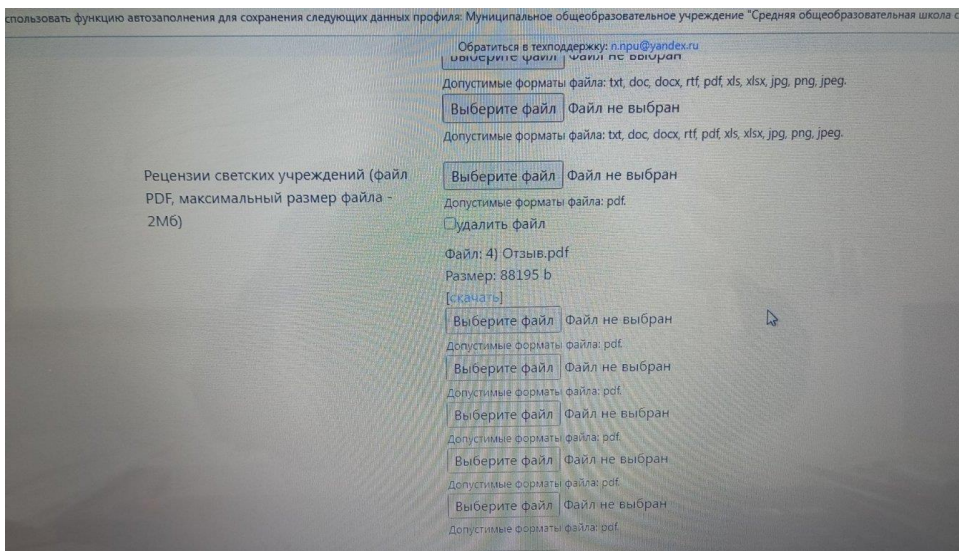 спользовать функцию автозаполнения для сохранения следующих данных профиля: Муниципальное общеобразовательное учреждение "Средняя общеобразовательная школа с
Обратиться в техподдержку: n.npu@yandex.ru
Выберите файл Файл не выбран
Допустимые форматы файла: txt, doc, docx, rtf, pdf, xls, xlsx, jpg, png, jpeg.
Выберите файл Файл не выбран
Допустимые форматы файла: txt, doc, docx, rtf, pdf, xls, xlsx, jpg, png, jpeg.
Рецензии светских учреждений (файл
PDF, максимальный размер файла -
2Мб)
Выберите файл Файл не выбран
Допустимые форматы файла: pdf.
удалить файл
Файл: 4) Отзыв.pdf
Размер: 88195 b
[скачать]
Выберите файл Файл не выбран
Допустимые форматы файла: pdf.
Выберите файл Файл не выбран
Допустимые форматы файла: pdf.
Выберите файл Файл не выбран
Допустимые форматы файла: pdf.
Выберите файл Файл не выбран
Допустимые форматы файла: pdf.
Выберите файл Файл не выбран
Допустимые форматы файла: pdf.